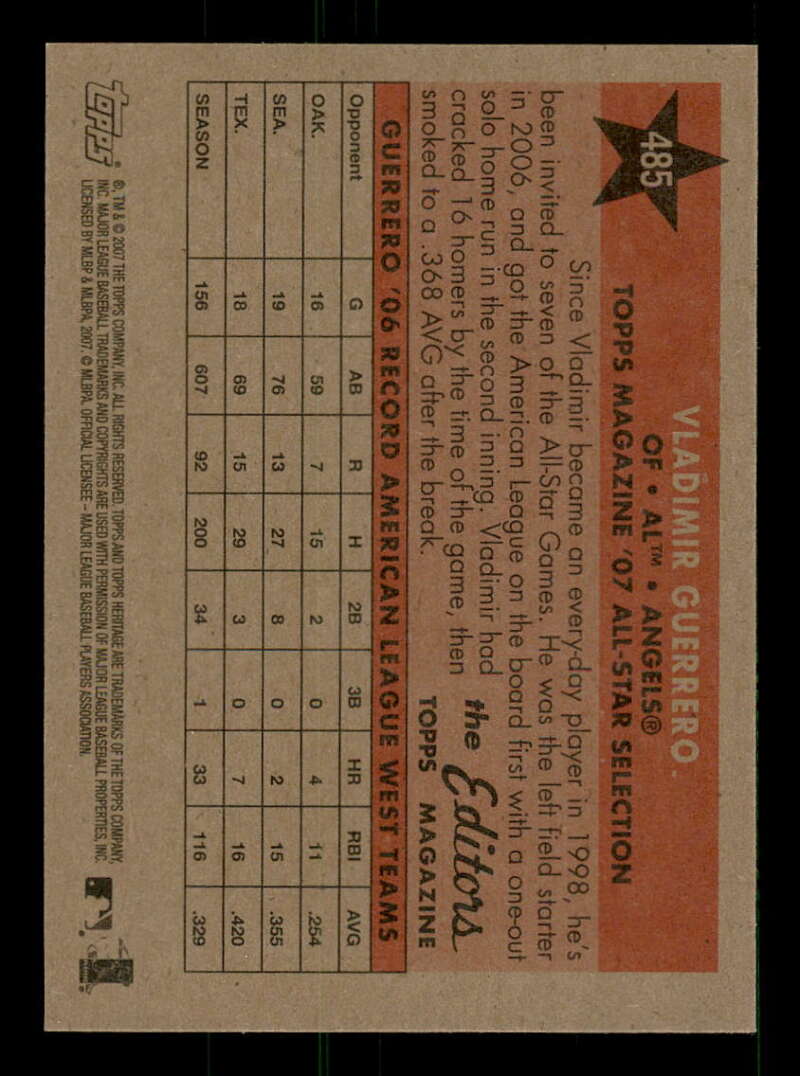 485
VLADIMIR GUERRERO
OF • AL™ • ANGELS®
TOPPS MAGAZINE '07 ALL-STAR SELECTION
Since Vladimir became an every-day player in 1998, he's
been invited to seven of the All-Star Games. He was the left field starter
in 2006, and got the American League on the board first with a one-out
solo home run in the second inning. Vladimir had
cracked 16 homers by the time of the game, then
smoked to a .368 AVG after the break.
the Editors
TOPPS MAGAZINE
GUERRERO '06 RECORD AMERICAN LEAGUE WEST TEAMS
Opponent G AB R H 2B 3B HR RBI AVG
OAK. 16 59 7 15 2 0 4 11 .254
SEA. 19 76 13 27 8 0 2 15 .355
TEX. 18 69 15 29 3 0 7 16 .420
SEASON 156 607 92 200 34 1 33 116 .329
topps®
®, TM & © 2007 THE TOPPS COMPANY, INC. ALL RIGHTS RESERVED. TOPPS AND TOPPS HERITAGE ARE TRADEMARKS OF THE TOPPS COMPANY,
INC. MAJOR LEAGUE BASEBALL TRADEMARKS AND COPYRIGHTS ARE USED WITH PERMISSION OF MAJOR LEAGUE BASEBALL PROPERTIES, INC.
LICENSED BY MLBP & MLBPA, 2007. © MLBPA. OFFICIAL LICENSEE – MAJOR LEAGUE BASEBALL PLAYERS ASSOCIATION.